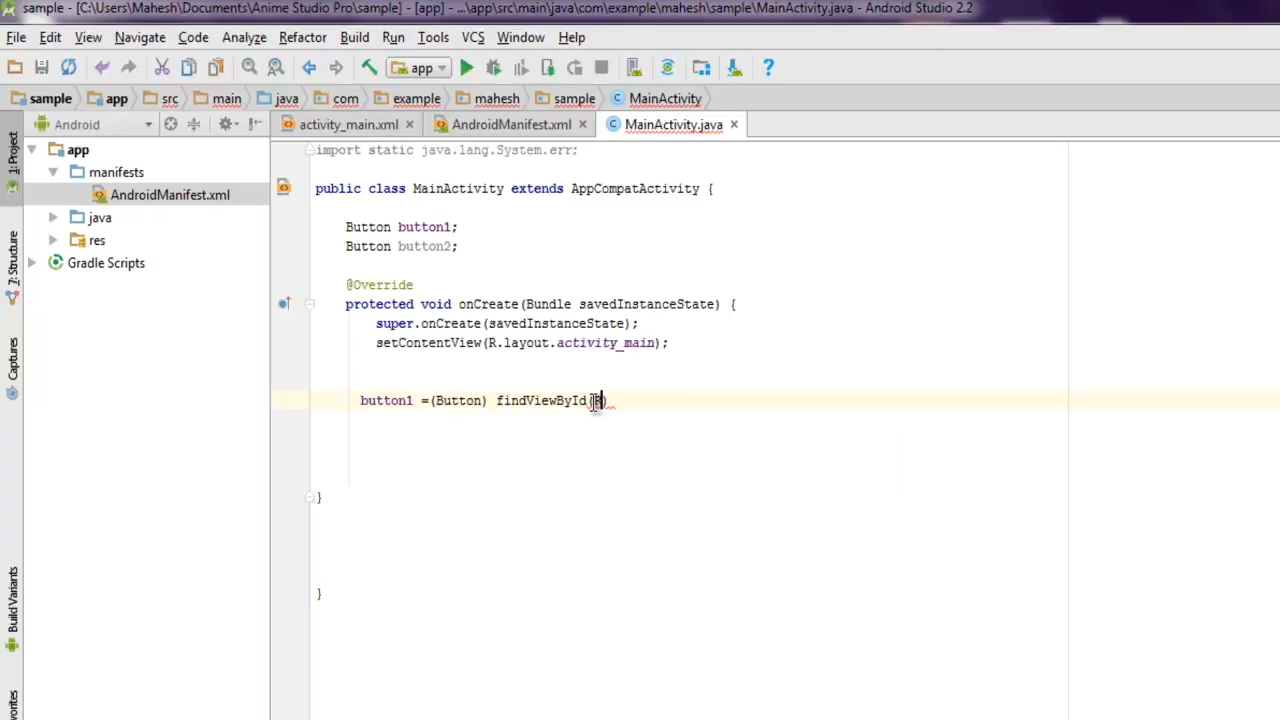 sample - [C:\Users\Mahesh\Documents\Anime Studio Pro\sample] - [app] - ...\app\src\main\java\com\example\mahesh\sample\MainActivity.java - Android Studio 2.2
File Edit View Navigate Code Analyze Refactor Build Run Tools VCS Window Help
app
sample app src main java com example mahesh sample MainActivity
Android activity_main.xml AndroidManifest.xml MainActivity.java
1: Project
7: Structure
Captures
Build Variants
vorites
app
manifests
AndroidManifest.xml
java
res
Gradle Scripts
import static java.lang.System.err;
public class MainActivity extends AppCompatActivity {
Button button1;
Button button2;
@Override
protected void onCreate(Bundle savedInstanceState) {
super.onCreate(savedInstanceState);
setContentView(R.layout.activity_main);
button1 =(Button) findViewById(R)
}
}